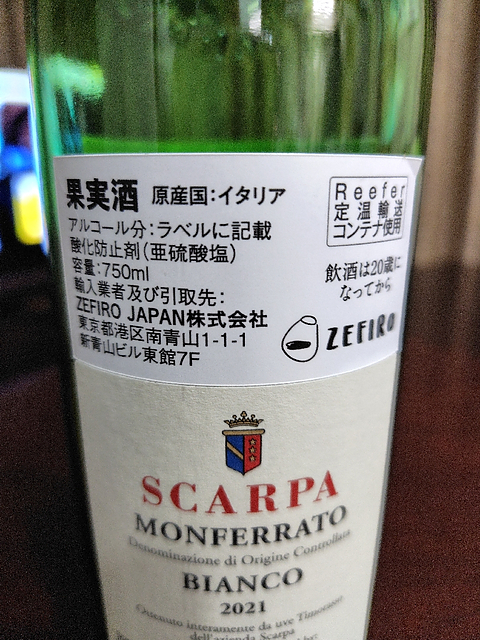 果実酒 原産国:イタリア
アルコール分:ラベルに記載
酸化防止剤(亜硫酸塩)
容量:750ml
輸入業者及び引取先:
ZEFIRO JAPAN株式会社
東京都港区南青山1-1-1
新青山ビル東館7F
Reefer
定温輸送
コンテナ使用
飲酒は20歳に
なってから
ZEFIRO
SCARPA
MONFERRATO
Denominazione di Origine Controllata
BIANCO
2021
Ottenuto interamente da uve Timorasso
dell'azienda Scarpa